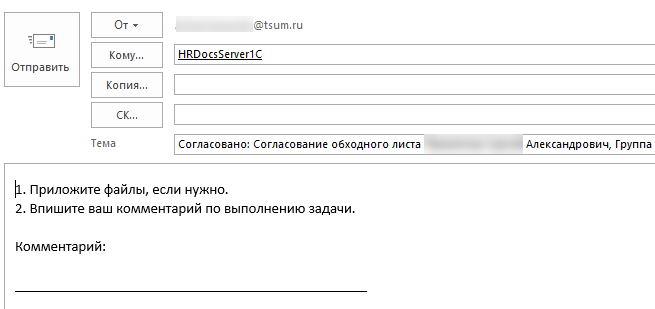 От
@tsum.ru
Отправить
Кому...
HRDocsServer1C
Копия...
СК...
Тема
Согласовано: Согласование обходного листа Александрович, Группа
1. Приложите файлы, если нужно.
2. Впишите ваш комментарий по выполнению задачи.
Комментарий: